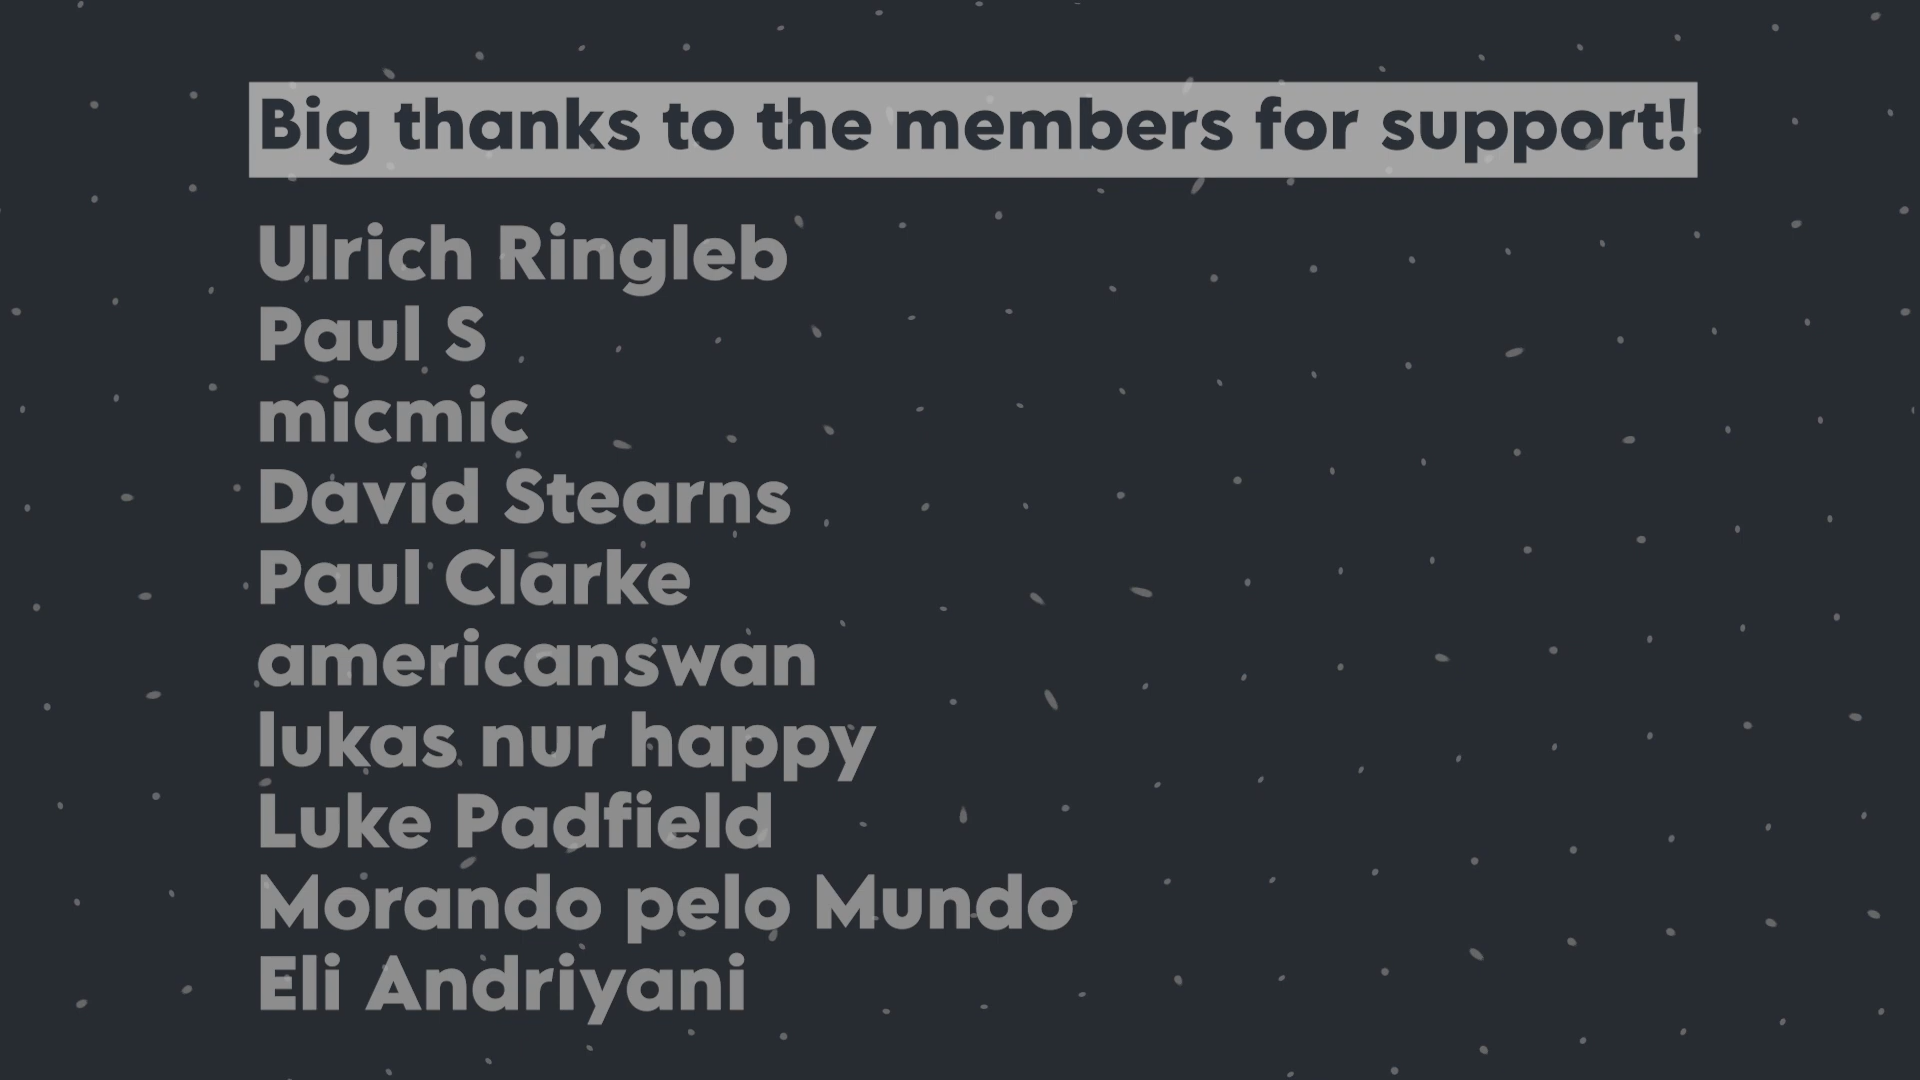 Big thanks to the members for support!
Ulrich Ringleb
Paul S
micmic
David Stearns
Paul Clarke
americanswan
lukas nur happy
Luke Padfield
Morando pelo Mundo
Eli Andriyani